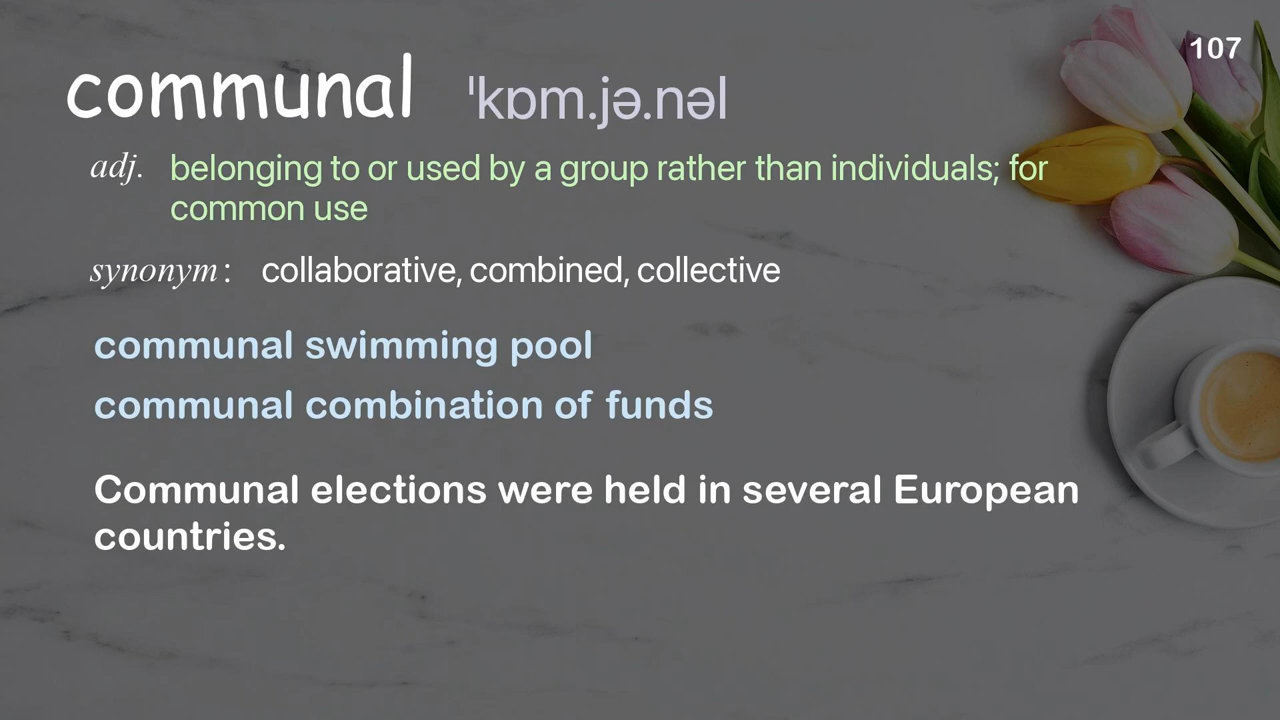 107
communal ˈkɒm.jə.nəl
adj. belonging to or used by a group rather than individuals; for
common use
synonym: collaborative, combined, collective
communal swimming pool
communal combination of funds
Communal elections were held in several European
countries.